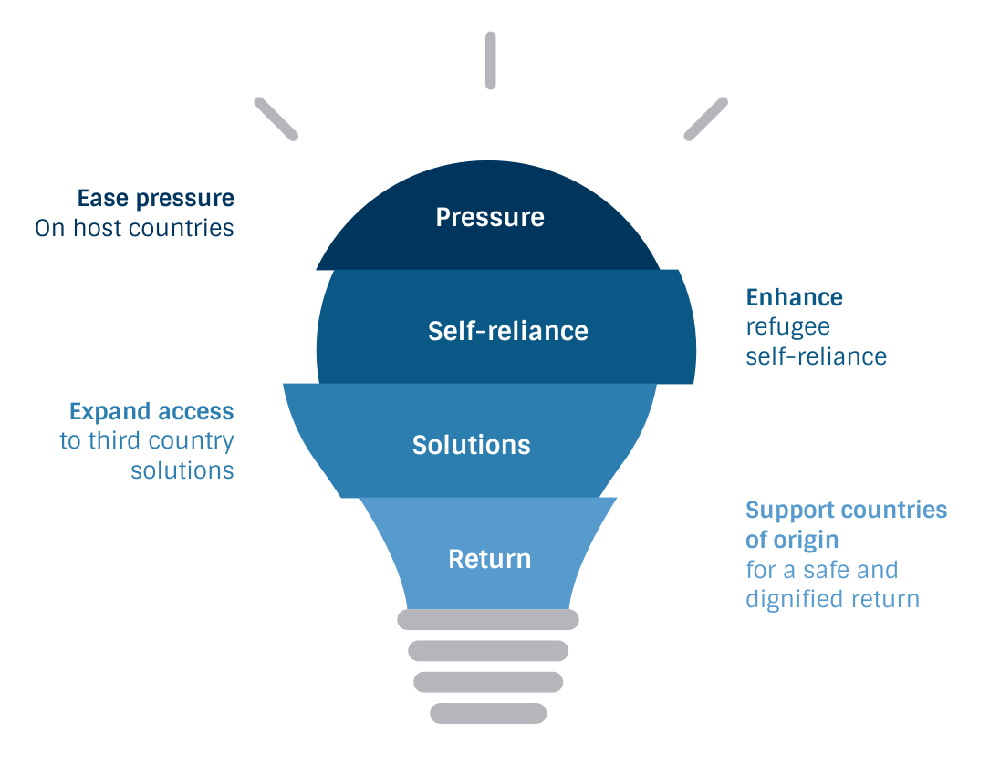 Pressure
Ease pressure
On host countries
Self-reliance
Enhance
refugee
self-reliance
Solutions
Expand access
to third country
solutions
Return
Support countries
of origin
for a safe and
dignified return